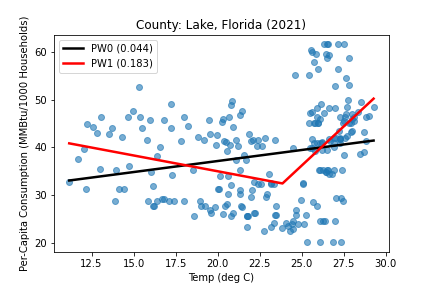 County: Lake, Florida (2021)
PW0 (0.044)
PW1 (0.183)
Per-Capita Consumption (MMBtu/1000 Households)
60
50
40
30
20
12.5 15.0 17.5 20.0 22.5 25.0 27.5 30.0
Temp (deg C)